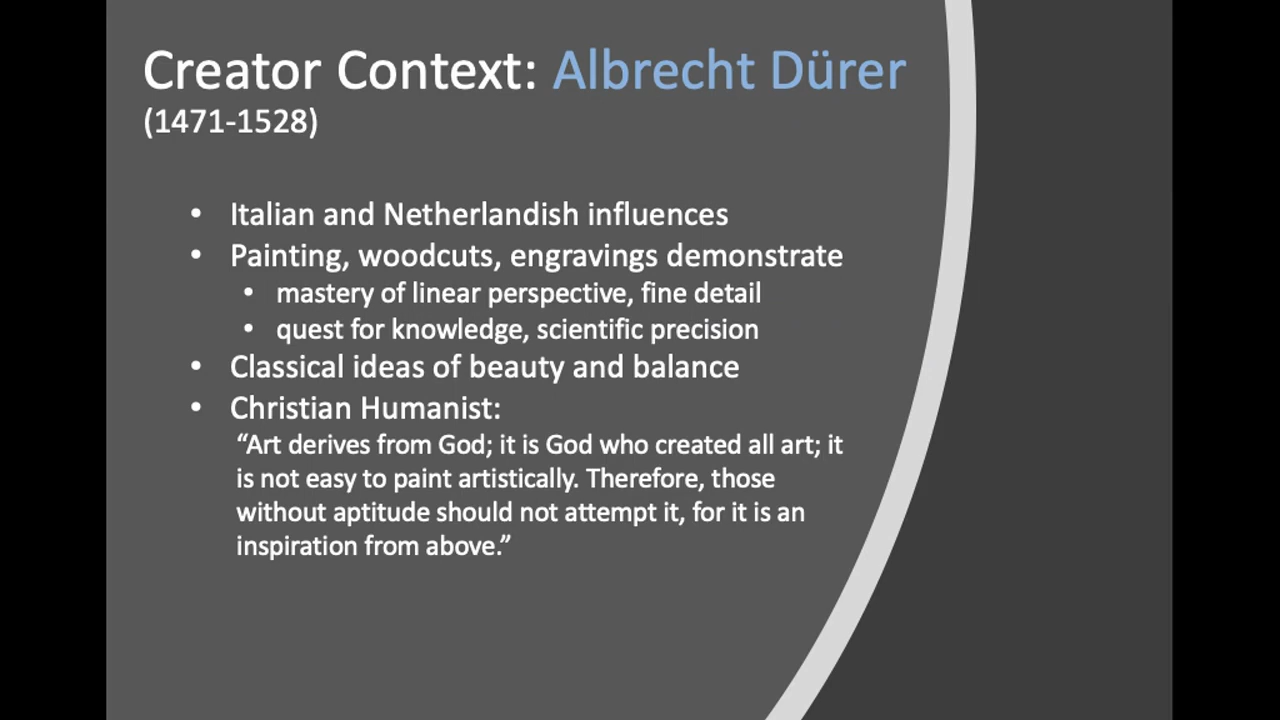 Creator Context: Albrecht Dürer
(1471-1528)
• Italian and Netherlandish influences
• Painting, woodcuts, engravings demonstrate
• mastery of linear perspective, fine detail
• quest for knowledge, scientific precision
• Classical ideas of beauty and balance
• Christian Humanist:
“Art derives from God; it is God who created all art; it
is not easy to paint artistically. Therefore, those
without aptitude should not attempt it, for it is an
inspiration from above.”